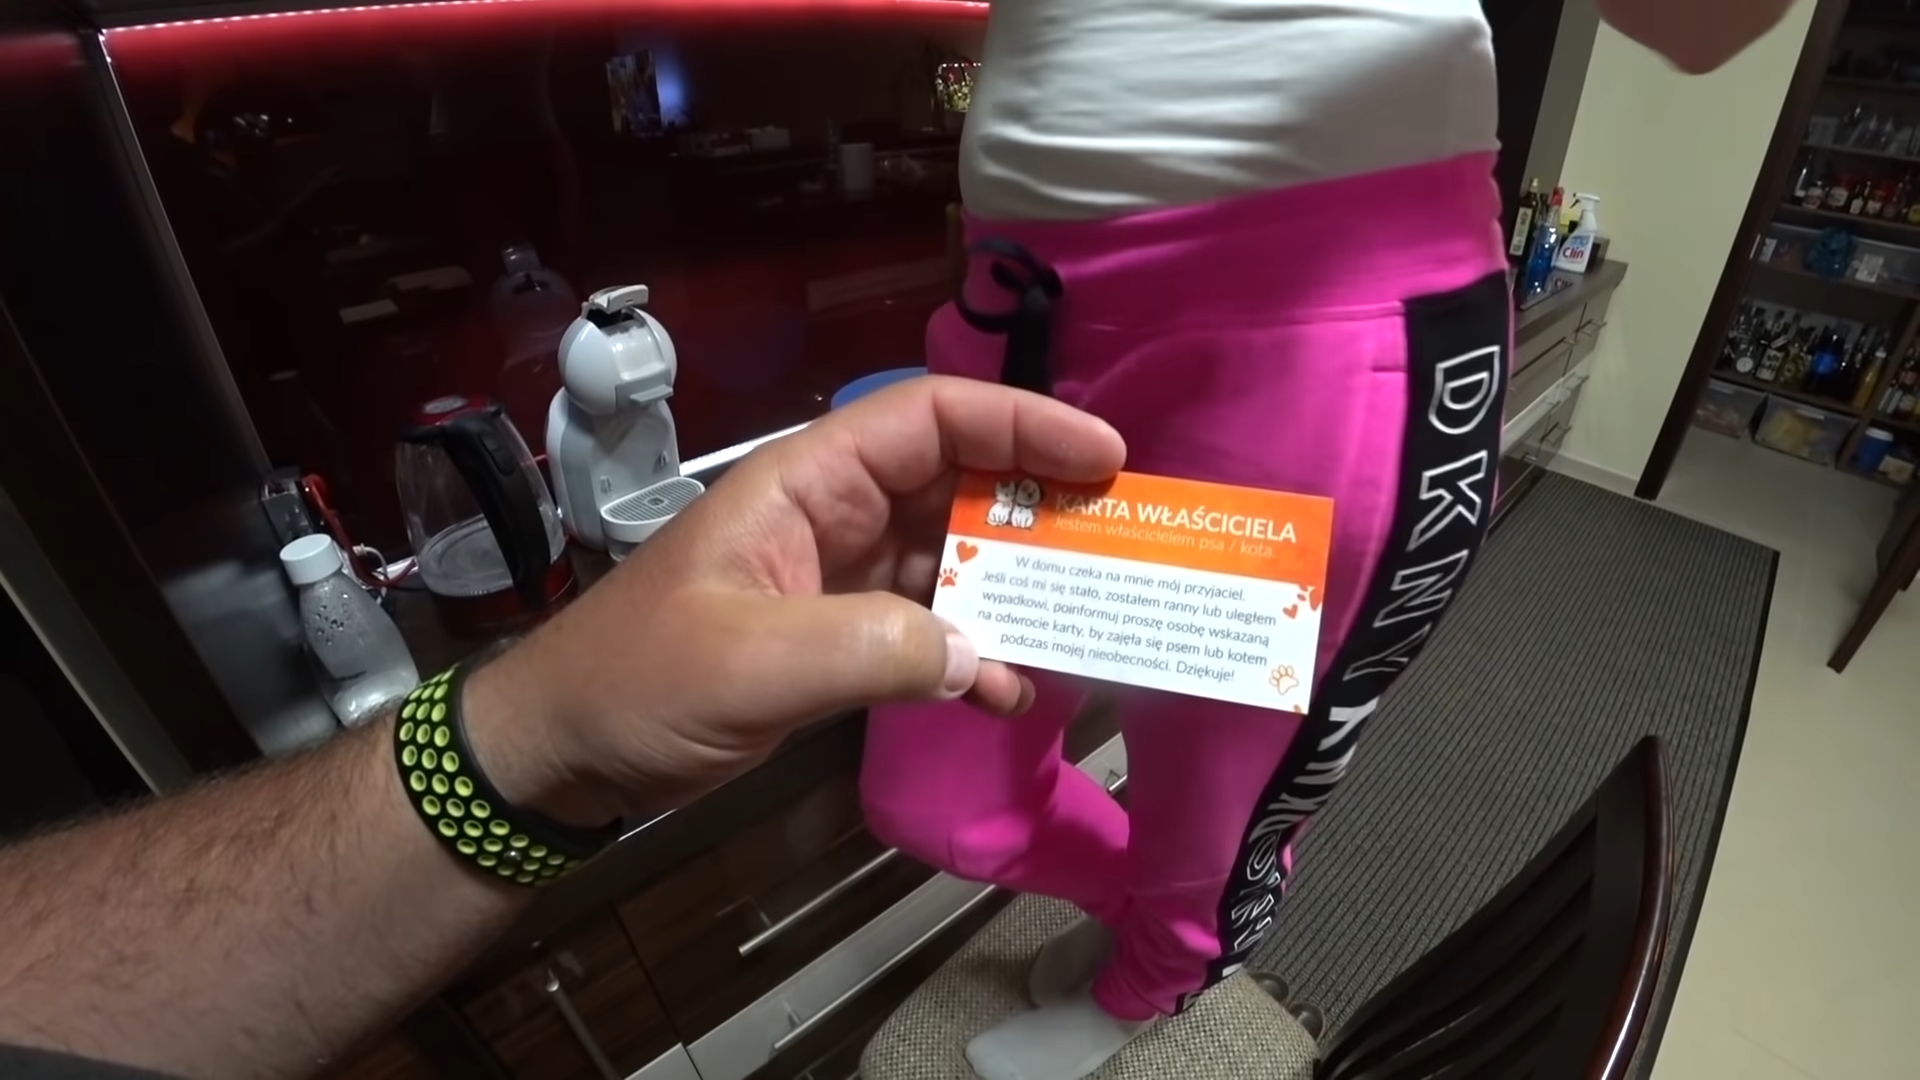 KARTA WŁAŚCICIELA
Jestem właścicielem psa / kota.
W domu czeka na mnie mój przyjaciel.
Jeśli coś mi się stało, zostałem ranny lub uległem
wypadkowi, poinformuj proszę osobę wskazaną
na odwrocie karty, by zajęła się psem lub kotem
podczas mojej nieobecności. Dziękuje!
DKNY
Clin